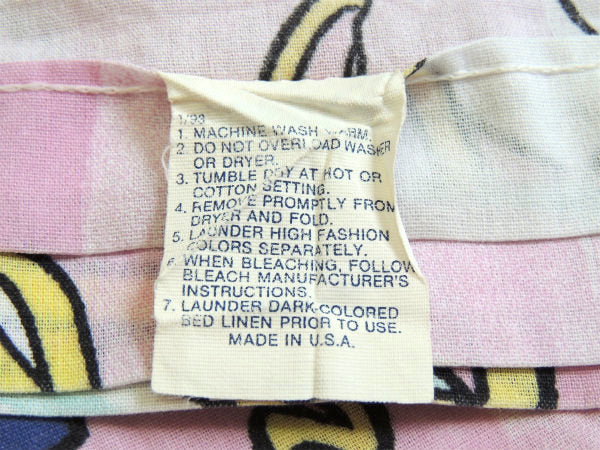 1/93
1. MACHINE WASH WARM.
2. DO NOT OVERLOAD WASHER
OR DRYER.
3. TUMBLE DRY AT HOT OR
COTTON SETTING.
4. REMOVE PROMPTLY FROM
DRYER AND FOLD.
5. LAUNDER HIGH FASHION
COLORS SEPARATELY.
6. WHEN BLEACHING, FOLLOW
BLEACH MANUFACTURER'S
INSTRUCTIONS.
7. LAUNDER DARK-COLORED
BED LINEN PRIOR TO USE.
MADE IN U.S.A.